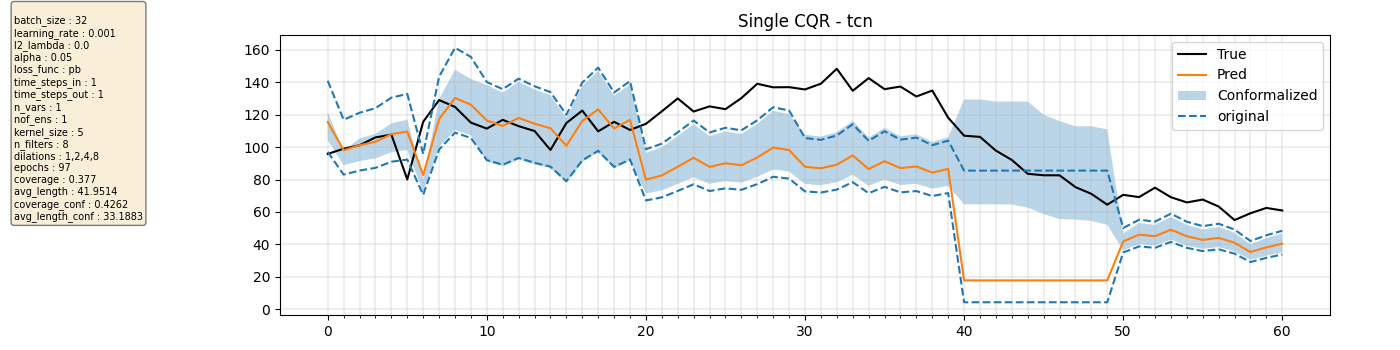 batch_size : 32
learning_rate : 0.001
l2_lambda : 0.0
alpha : 0.05
loss_func : pb
time_steps_in : 1
time_steps_out : 1
n_vars : 1
nof_ens : 1
kernel_size : 5
n_filters : 8
dilations : 1,2,4,8
epochs : 97
coverage : 0.377
avg_length : 41.9514
coverage_conf : 0.4262
avg_length_conf : 33.1883
Single CQR - tcn
160
140
120
100
80
60
40
20
0
True
Pred
Conformalized
original
0 10 20 30 40 50 60